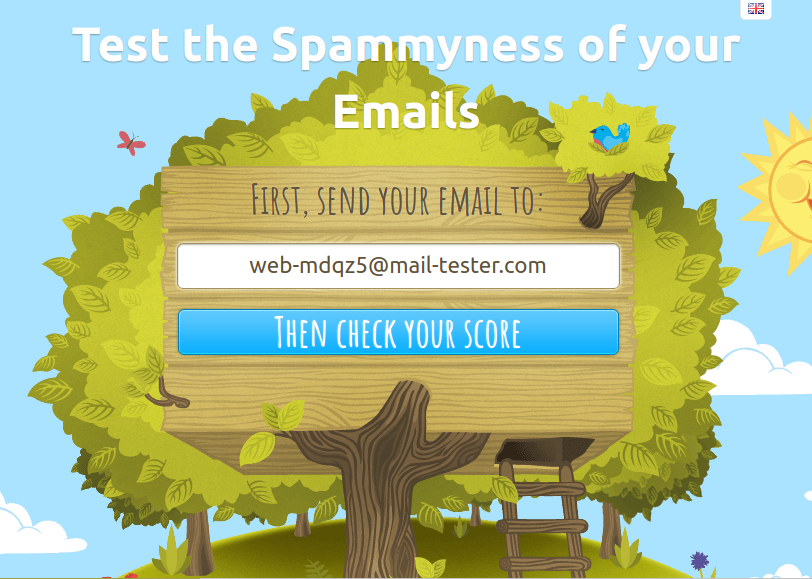 Test the Spammyness of your
Emails
First, send your email to:
web-mdqz5@mail-tester.com
Then check your score